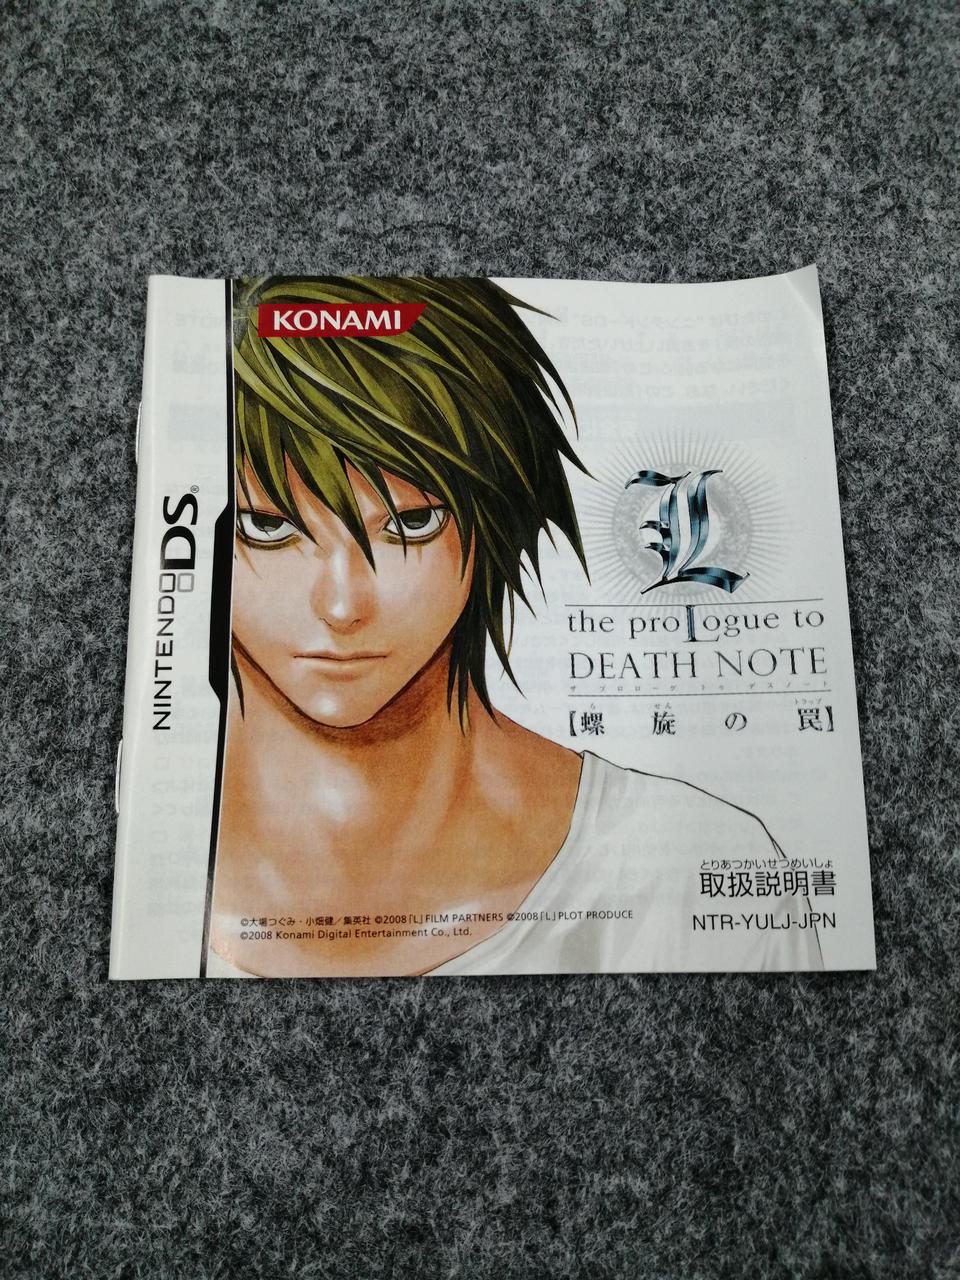 KONAMI
NINTENDO DS®
L
the proLogue to
DEATH NOTE
ザ プロローグ トゥ デスノート
ら せん トラップ
【螺旋の罠】
とりあつかいせつめいしょ
取扱説明書
NTR-YULJ-JPN
©大場つぐみ・小畑健／集英社 ©2008「L」FILM PARTNERS ©2008「L」PLOT PRODUCE
©2008 Konami Digital Entertainment Co., Ltd.